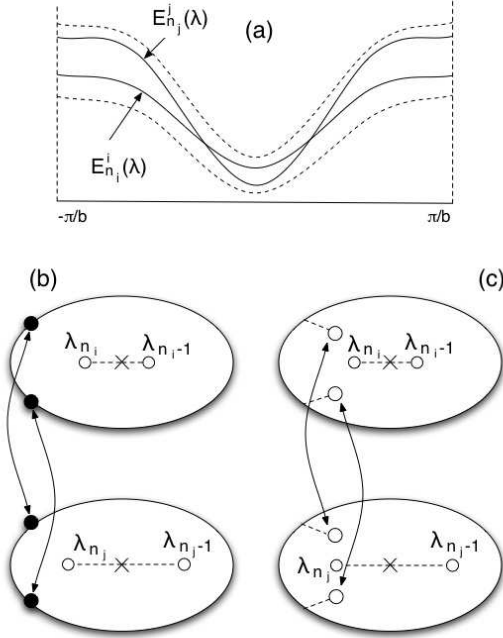 E^j_{n_j}(λ)
(a)
E^i_{n_i}(λ)
-π/b π/b
(b) (c)
λ_{n_i} λ_{n_i-1} λ_{n_i} λ_{n_i-1}
λ_{n_j} λ_{n_j-1} λ_{n_j} λ_{n_j-1}